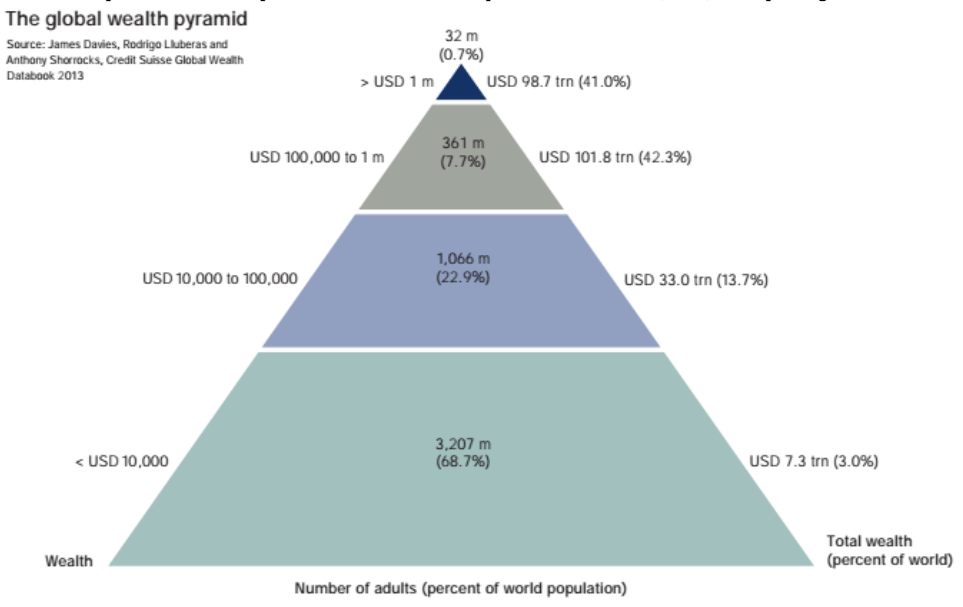 The global wealth pyramid
Source: James Davies, Rodrigo Lluberas and
Anthony Shorrocks, Credit Suisse Global Wealth
Databook 2013
32 m
(0.7%)
> USD 1 m
USD 98.7 trn (41.0%)
361 m
(7.7%)
USD 100,000 to 1 m
USD 101.8 trn (42.3%)
1,066 m
(22.9%)
USD 10,000 to 100,000
USD 33.0 trn (13.7%)
3,207 m
(68.7%)
< USD 10,000
USD 7.3 trn (3.0%)
Wealth
Total wealth
(percent of world)
Number of adults (percent of world population)